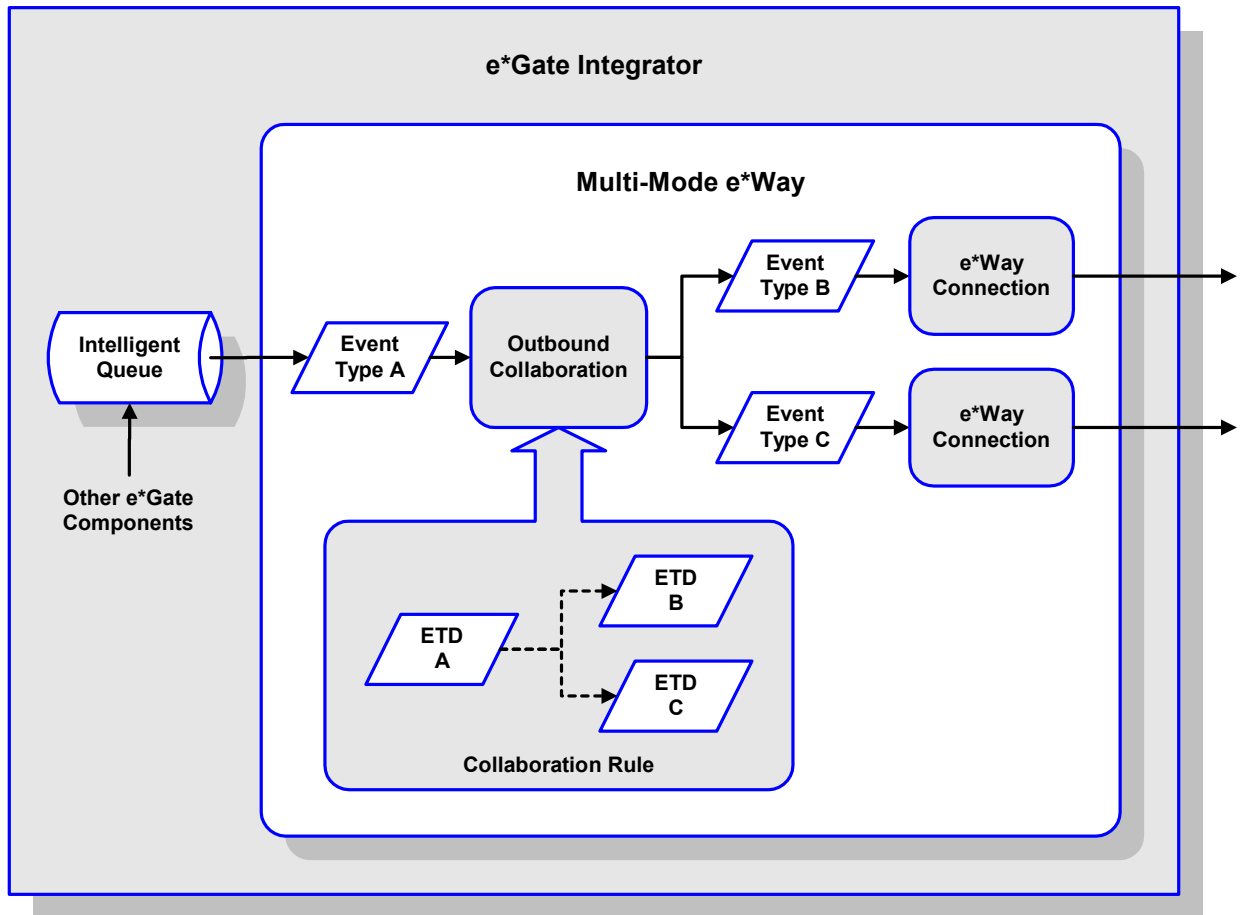 e*Gate Integrator
Multi-Mode e*Way
Intelligent
Queue
Event
Type A
Outbound
Collaboration
Event
Type B
e*Way
Connection
Event
Type C
e*Way
Connection
Other e*Gate
Components
ETD
A
ETD
B
ETD
C
Collaboration Rule